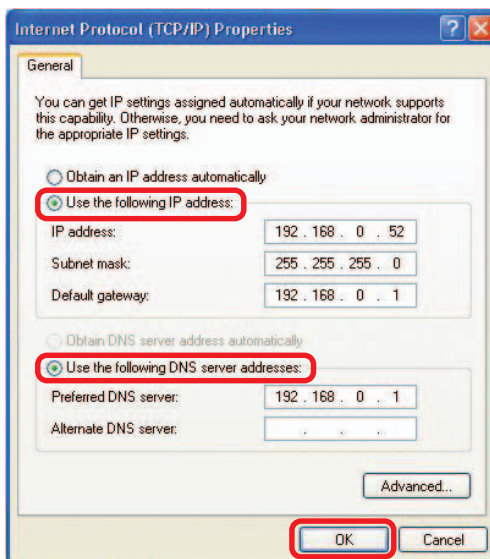 Internet Protocol (TCP/IP) Properties
General
You can get IP settings assigned automatically if your network supports
this capability. Otherwise, you need to ask your network administrator for
the appropriate IP settings.
Obtain an IP address automatically
Use the following IP address:
IP address: 192 . 168 . 0 . 52
Subnet mask: 255 . 255 . 255 . 0
Default gateway: 192 . 168 . 0 . 1
Obtain DNS server address automatically
Use the following DNS server addresses:
Preferred DNS server: 192 . 168 . 0 . 1
Alternate DNS server: . . .
Advanced...
OK Cancel